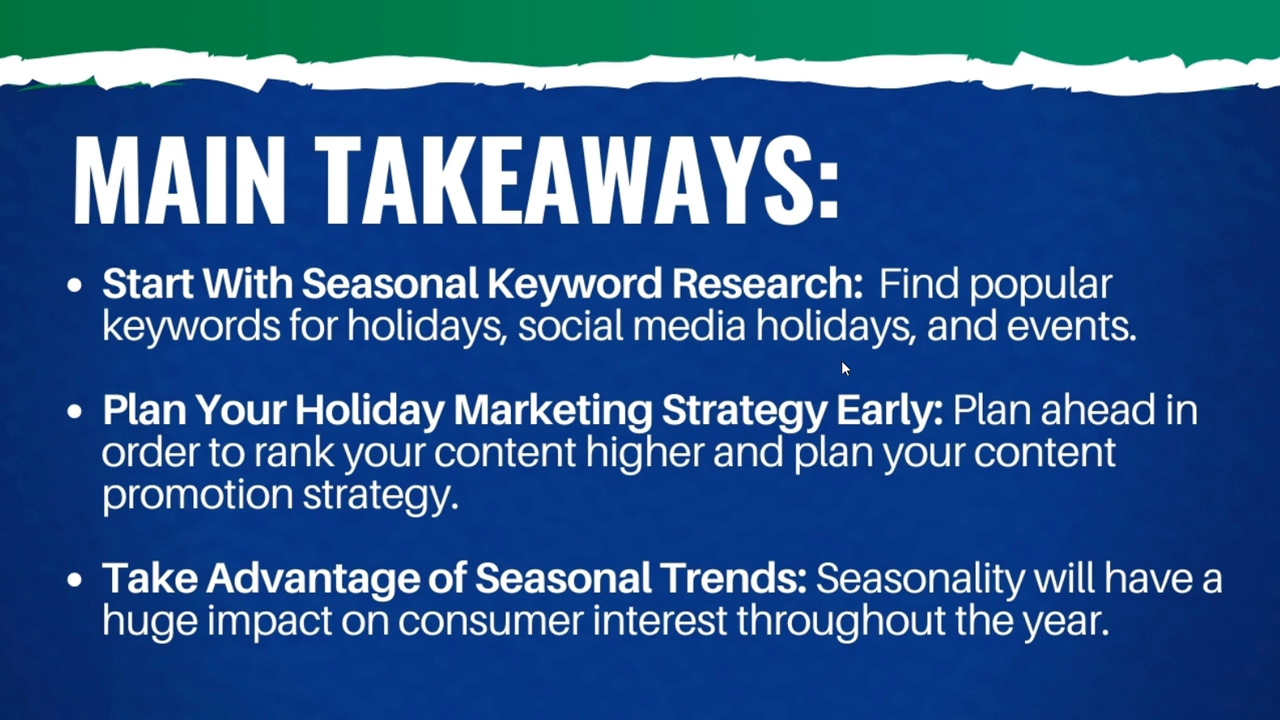 MAIN TAKEAWAYS:
• Start With Seasonal Keyword Research: Find popular
keywords for holidays, social media holidays, and events.
• Plan Your Holiday Marketing Strategy Early: Plan ahead in
order to rank your content higher and plan your content
promotion strategy.
• Take Advantage of Seasonal Trends: Seasonality will have a
huge impact on consumer interest throughout the year.